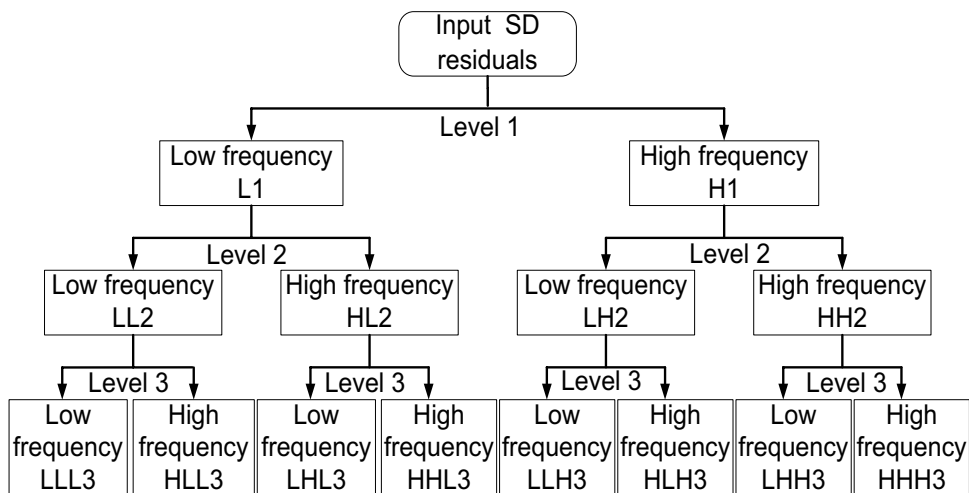 Input SD
residuals
Level 1
Low frequency
L1
High frequency
H1
Level 2
Level 2
Low frequency
LL2
High frequency
HL2
Low frequency
LH2
High frequency
HH2
Level 3
Level 3
Level 3
Level 3
Low
frequency
LLL3
High
frequency
HLL3
Low
frequency
LHL3
High
frequency
HHL3
Low
frequency
LLH3
High
frequency
HLH3
Low
frequency
LHH3
High
frequency
HHH3